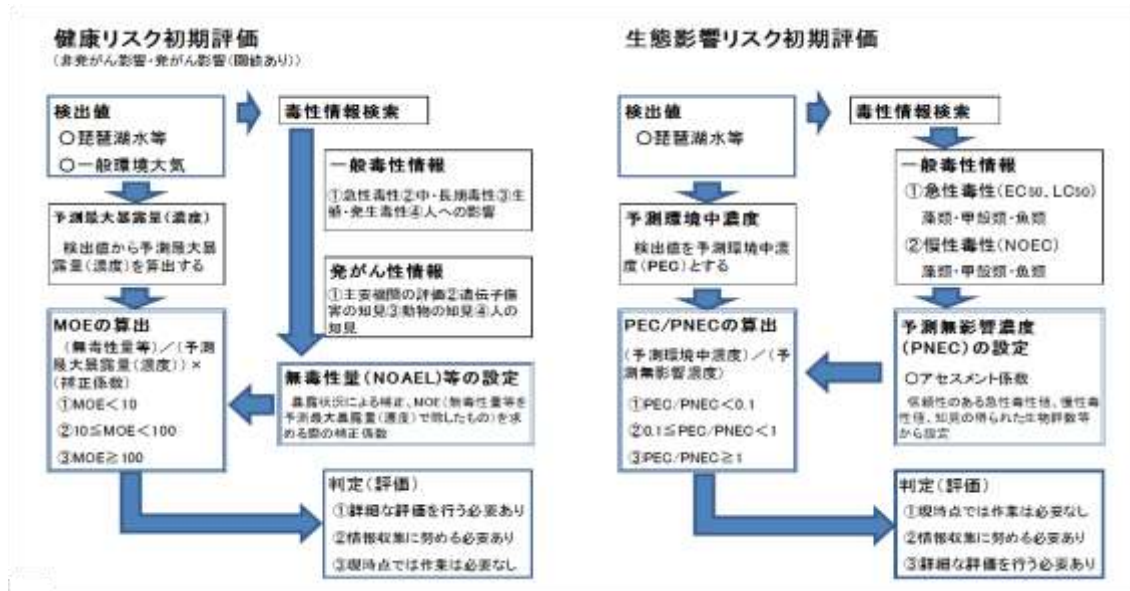 健康リスク初期評価
(非発がん影響・発がん影響(閾値あり))
検出値
○琵琶湖水等
○一般環境大気
毒性情報検索
一般毒性情報
①急性毒性②中・長期毒性③生
殖・発生毒性④人への影響
予測最大暴露量(濃度)
検出値から予測最大暴
露量(濃度)を算出する
発がん性情報
①主要機関の評価②遺伝子傷
害の知見③動物の知見④人の
知見
MOEの算出
(無毒性量等)/(予測
最大暴露量(濃度))×
(補正係数)
①MOE<10
②10≦MOE<100
③MOE≧100
無毒性量(NOAEL)等の設定
暴露状況による補正、MOE(無毒性量等を
予測最大暴露量(濃度)で除したもの)を求
める際の補正係数
判定(評価)
①詳細な評価を行う必要あり
②情報収集に努める必要あり
③現時点では作業は必要なし
生態影響リスク初期評価
検出値
○琵琶湖水等
毒性情報検索
一般毒性情報
①急性毒性(EC50、LC50)
藻類・甲殻類・魚類
②慢性毒性(NOEC)
藻類・甲殻類・魚類
予測環境中濃度
検出値を予測環境中濃
度(PEC)とする
PEC/PNECの算出
(予測環境中濃度)/(予
測無影響濃度)
①PEC/PNEC<0.1
②0.1≦PEC/PNEC<1
③PEC/PNEC≧1
予測無影響濃度
(PNEC)の設定
○アセスメント係数
信頼性のある急性毒性値、慢性毒
性値、知見の得られた生物群数等
から設定
判定(評価)
①現時点では作業は必要なし
②情報収集に努める必要あり
③詳細な評価を行う必要あり